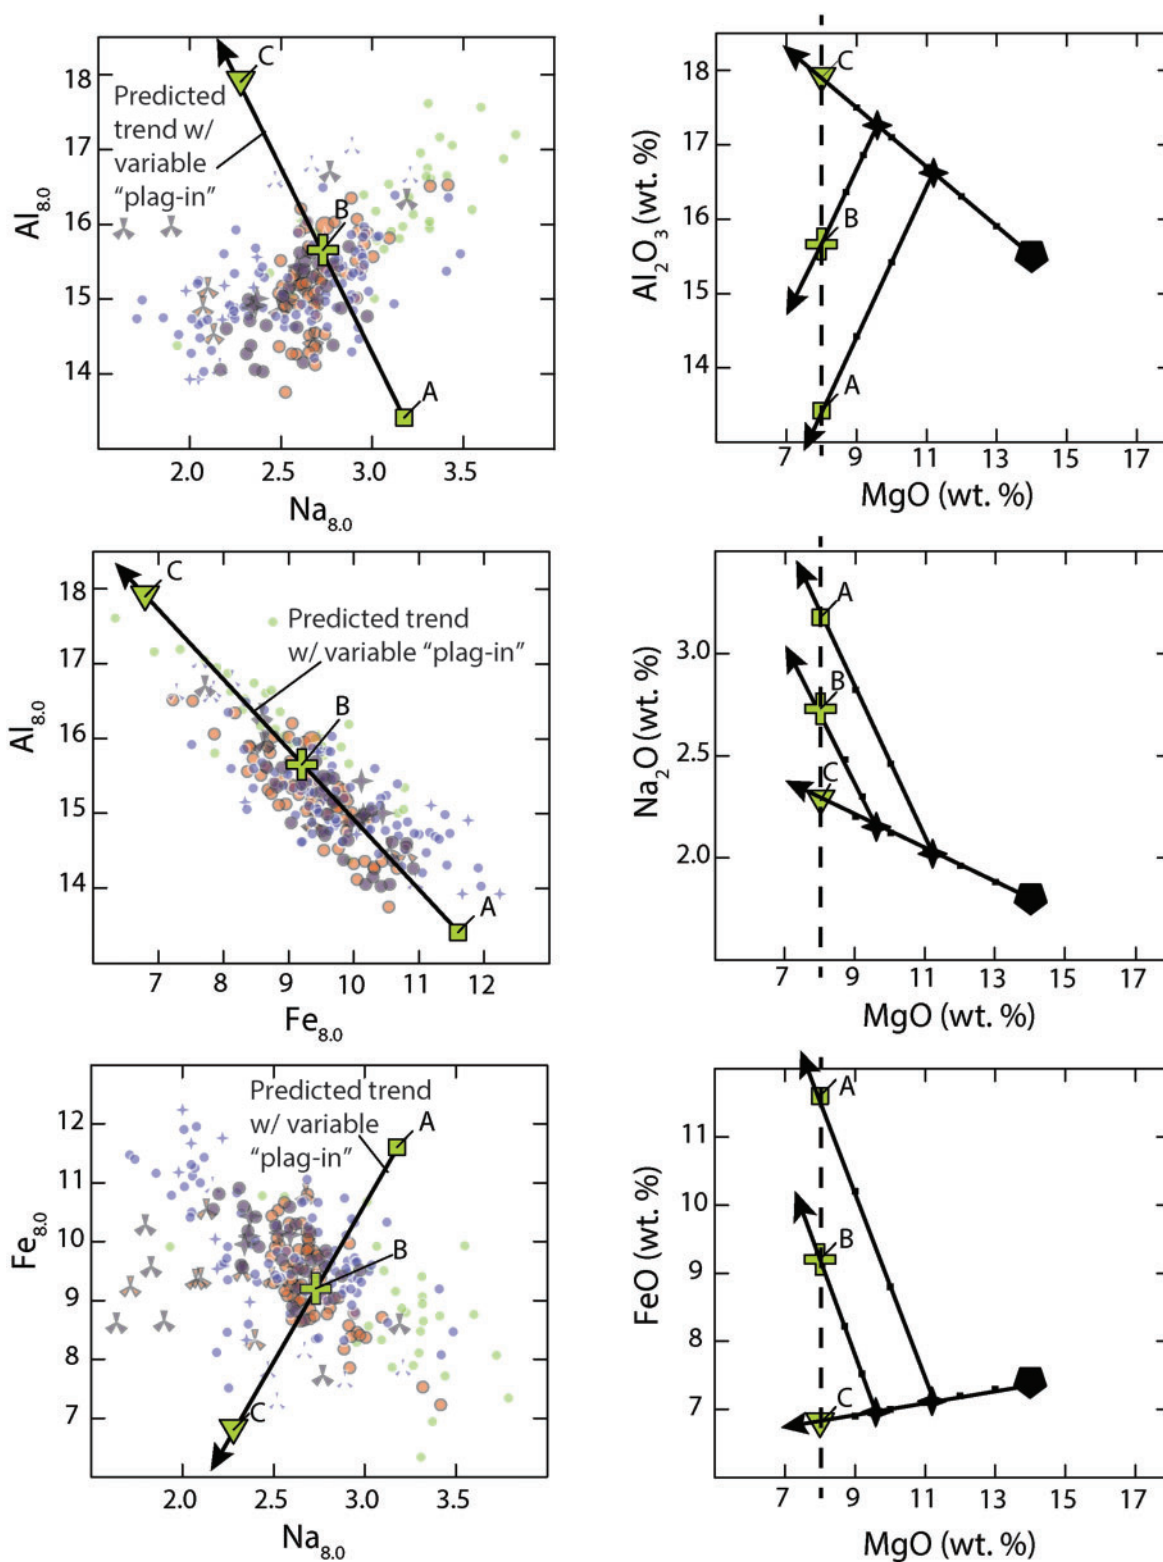 18
17
16
15
14
Al8.0
C
Predicted
trend w/
variable
"plag-in"
B
A
2.0
2.5
3.0
3.5
Na8.0
18
17
16
15
14
Al2O3 (wt. %)
C
B
A
7
9
11
13
15
17
MgO (wt. %)
18
17
16
15
14
Al8.0
C
Predicted trend
w/ variable "plag-in"
B
A
7
8
9
10
11
12
Fe8.0
3.0
2.5
2.0
Na2O (wt. %)
A
B
C
7
9
11
13
15
17
MgO (wt. %)
12
11
10
9
8
7
Fe8.0
Predicted trend
w/ variable
"plag-in"
A
B
C
2.0
2.5
3.0
3.5
Na8.0
11
10
9
8
7
FeO (wt. %)
A
B
C
7
9
11
13
15
17
MgO (wt. %)